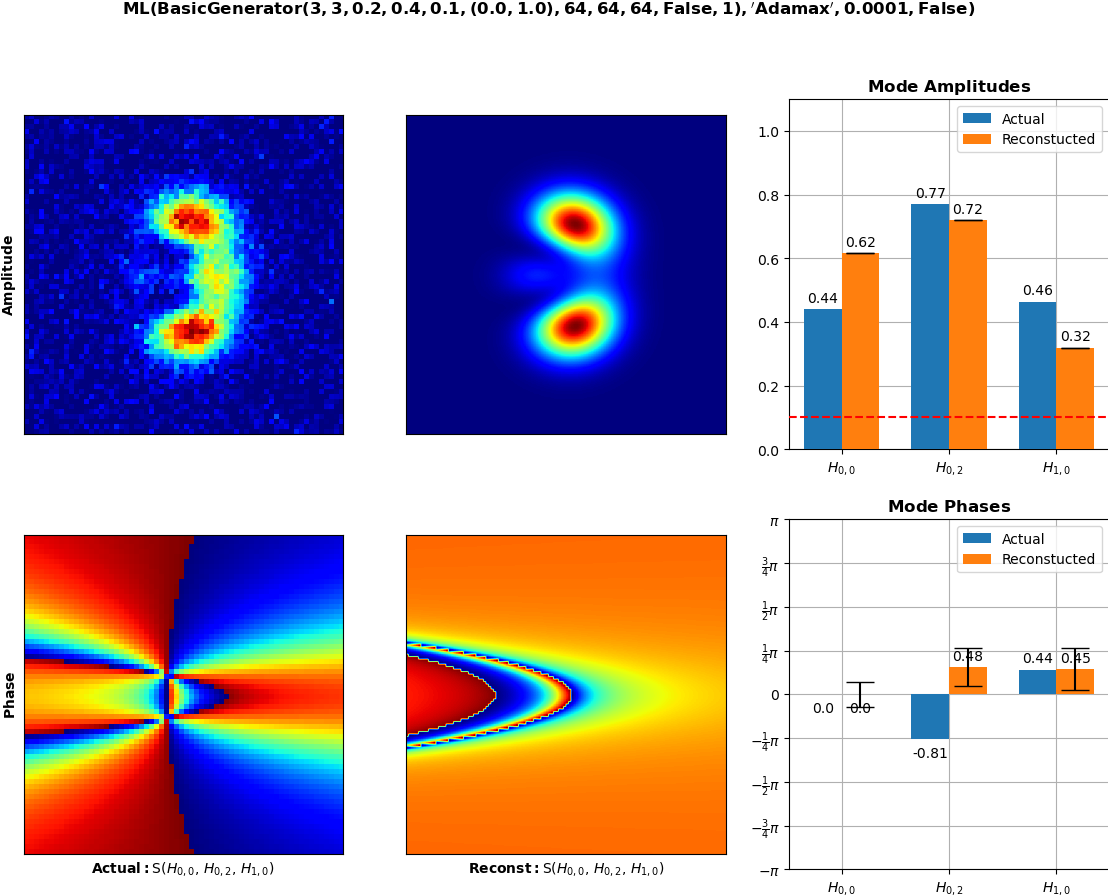 ML(BasicGenerator(3, 3, 0.2, 0.4, 0.1, (0.0, 1.0), 64, 64, 64, False, 1), ′Adamax′, 0.0001, False)
Mode Amplitudes
Actual
Reconstucted
1.0
0.8
0.6
0.4
0.2
0.0
0.44
0.62
0.77
0.72
0.46
0.32
H0,0
H0,2
H1,0
Amplitude
Mode Phases
Actual
Reconstucted
π
3/4π
1/2π
1/4π
0
−1/4π
−1/2π
−3/4π
−π
0.0
0.0
-0.81
0.48
0.44
0.45
H0,0
H0,2
H1,0
Phase
Actual: S(H0,0, H0,2, H1,0)
Reconst: S(H0,0, H0,2, H1,0)